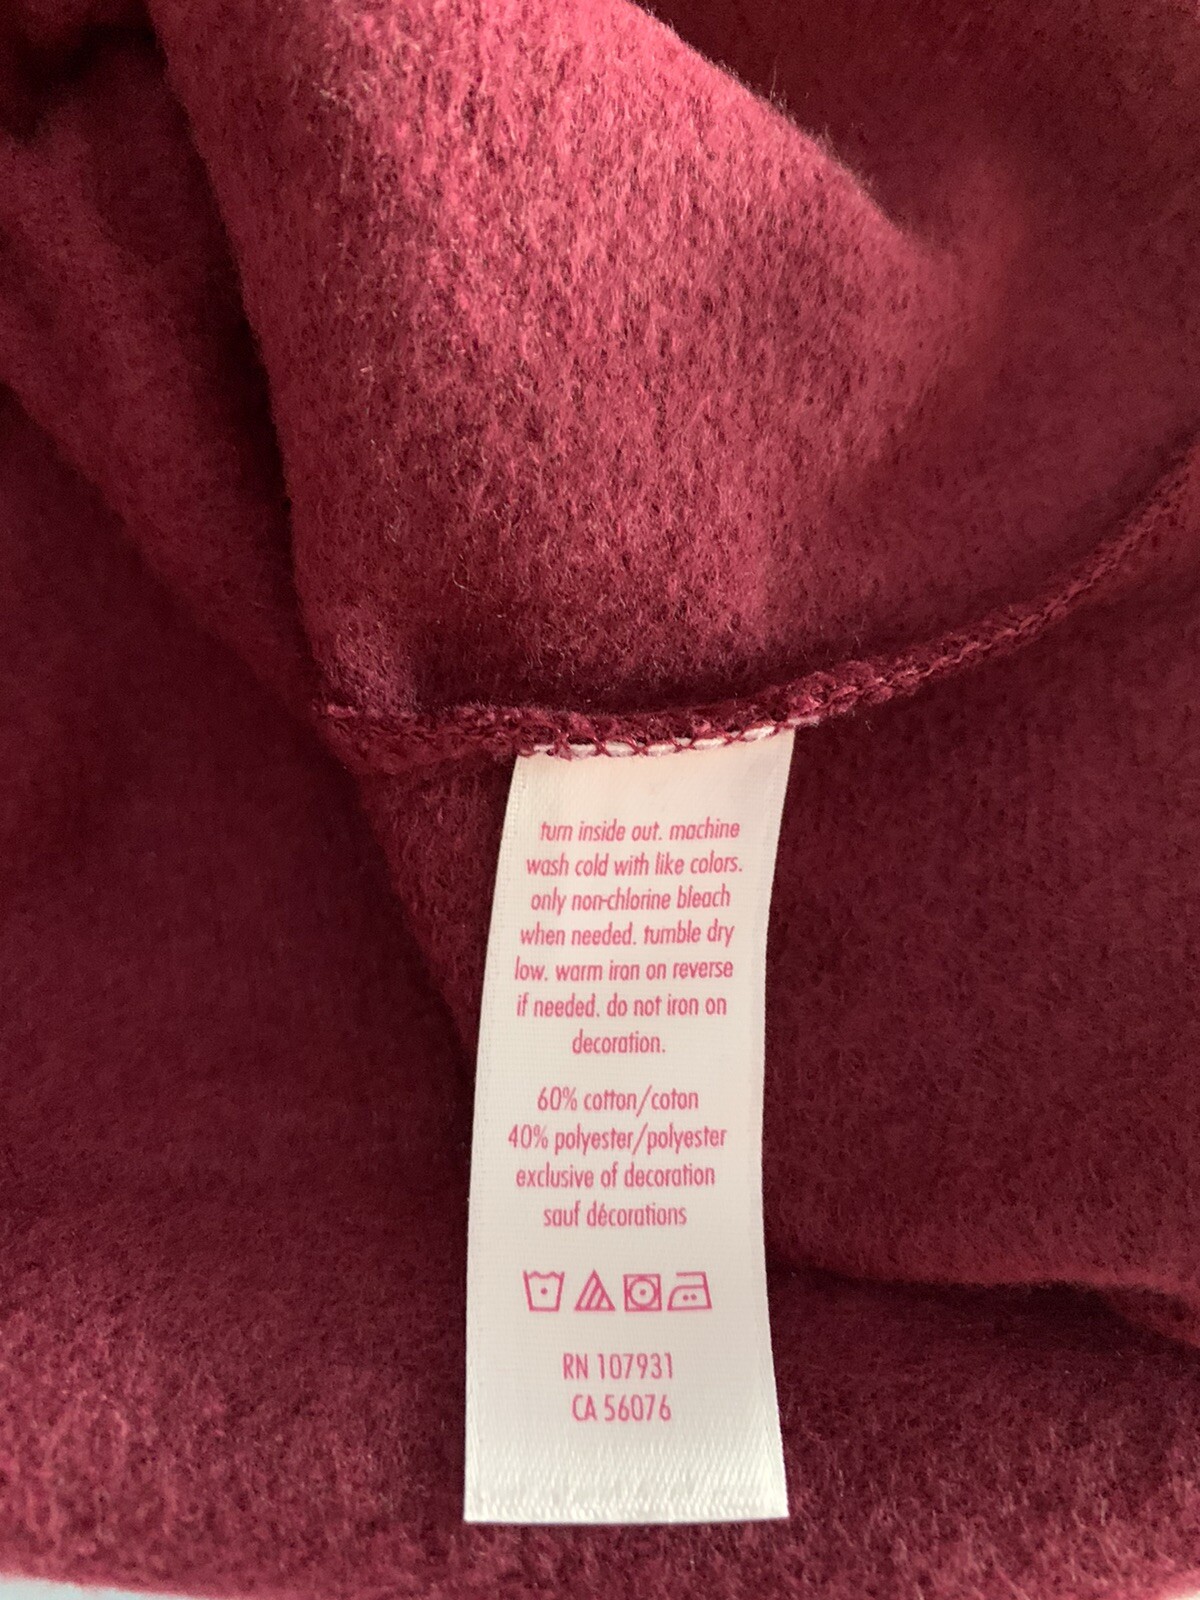 turn inside out. machine
wash cold with like colors.
only non-chlorine bleach
when needed. tumble dry
low. warm iron on reverse
if needed. do not iron on
decoration.
60% cotton/coton
40% polyester/polyester
exclusive of decoration
sauf décorations
RN 107931
CA 56076